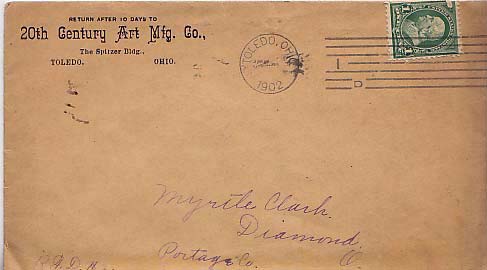 RETURN AFTER 10 DAYS TO
20th Century Art Mfg. Co.,
The Spitzer Bldg.,
TOLEDO, OHIO.
TOLEDO, OHIO
1902
1
D
Myrtle Clark.
Diamond,
Portage Co. O
R.F.D.